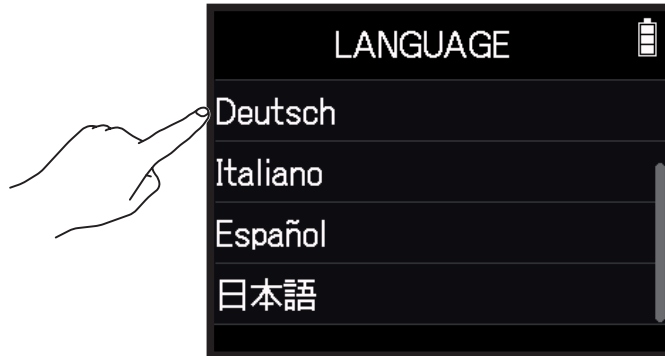 LANGUAGE
Deutsch
Italiano
Español
日本語